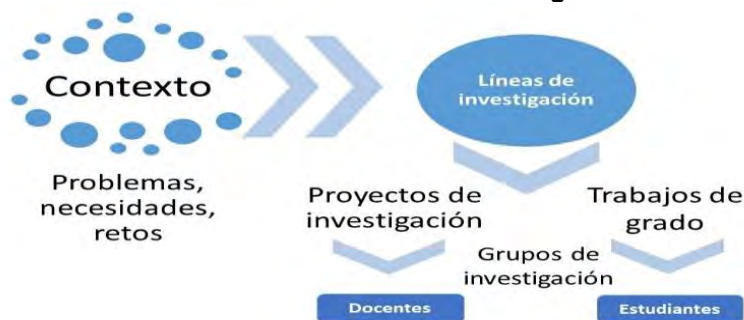 Contexto
Problemas,
necesidades,
retos
Líneas de
investigación
Proyectos de
investigación
Trabajos de
grado
Grupos de
investigación
Docentes
Estudiantes